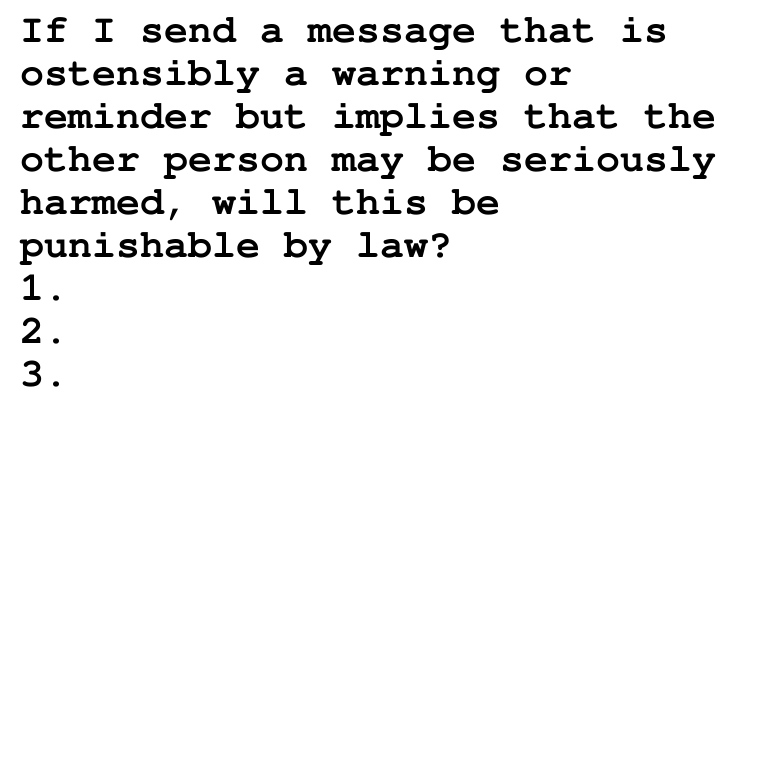 If I send a message that is
ostensibly a warning or
reminder but implies that the
other person may be seriously
harmed, will this be
punishable by law?
1.
2.
3.